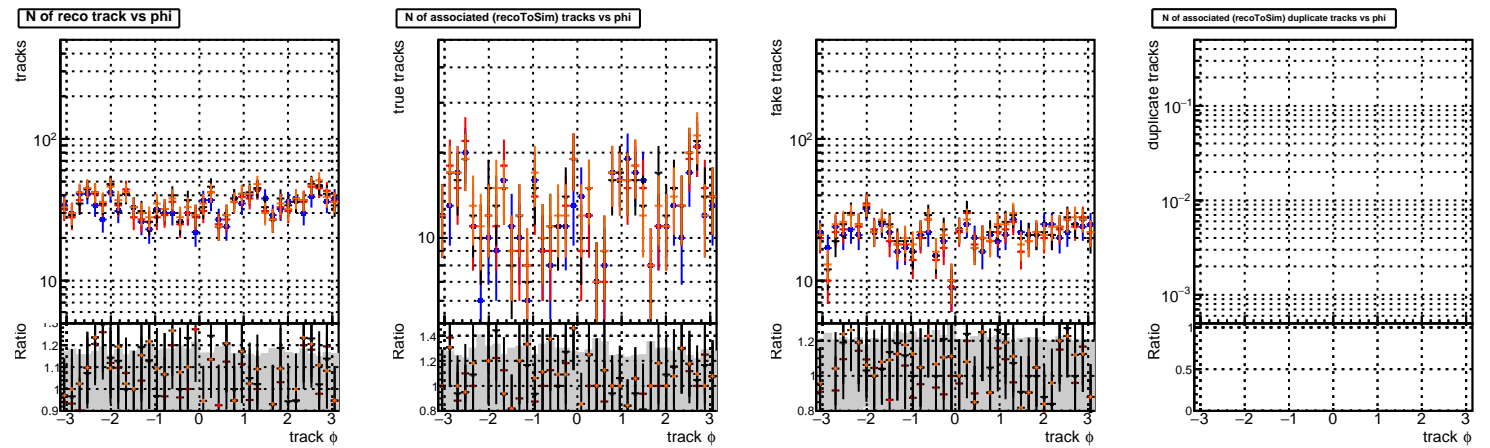 N of reco track vs phi
tracks
10²
10
Ratio
1.3
1.2
1.1
1
0.9
−3 −2 −1 0 1 2 3
track ϕ
N of associated (recoToSim) tracks vs phi
true tracks
10
Ratio
1.4
1.2
1
0.8
−3 −2 −1 0 1 2 3
track ϕ
fake tracks
10²
10
Ratio
1.2
1
0.8
−3 −2 −1 0 1 2 3
track ϕ
N of associated (recoToSim) duplicate tracks vs phi
duplicate tracks
10⁻¹
10⁻²
10⁻³
Ratio
1
0.5
0
−3 −2 −1 0 1 2 3
track ϕ